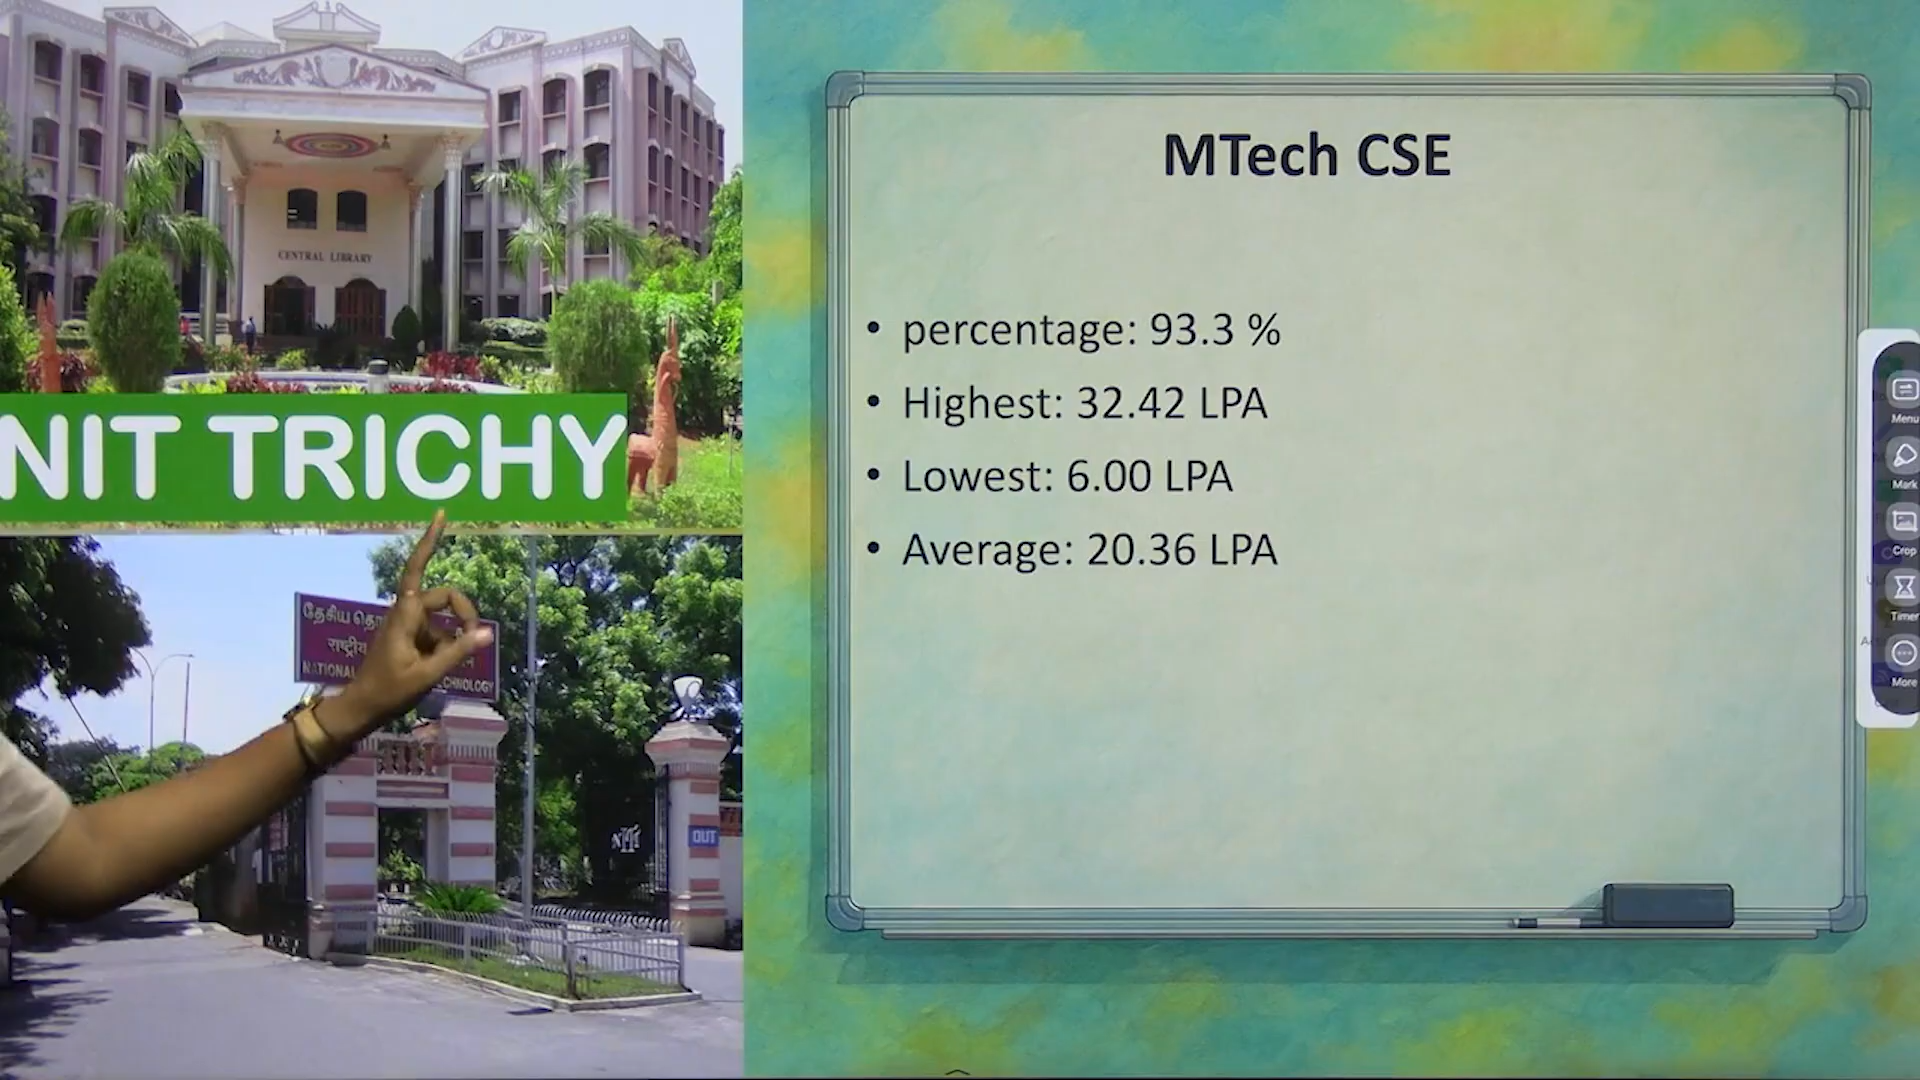 CENTRAL LIBRARY
NIT TRICHY
தேசிய
राष्ट्रीय
NATIONAL
OUT
MTech CSE
• percentage: 93.3 %
• Highest: 32.42 LPA
• Lowest: 6.00 LPA
• Average: 20.36 LPA
Menu
Mark
Crop
Timer
More